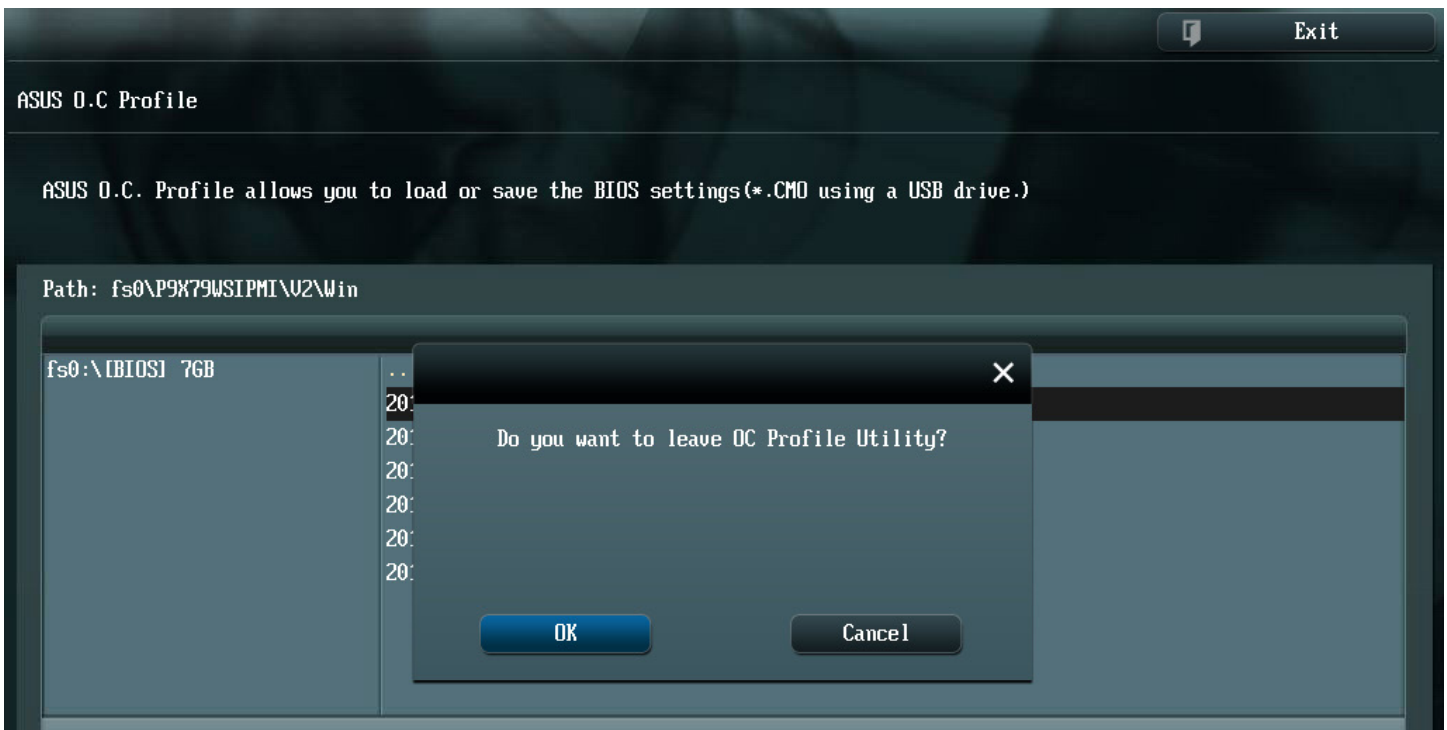 Exit
ASUS O.C Profile
ASUS O.C. Profile allows you to load or save the BIOS settings(*.CMO using a USB drive.)
Path: fs0\P9X79WSIPMI\V2\Win
fs0:\[BIOS] 7GB
..
Do you want to leave OC Profile Utility?
OK
Cancel